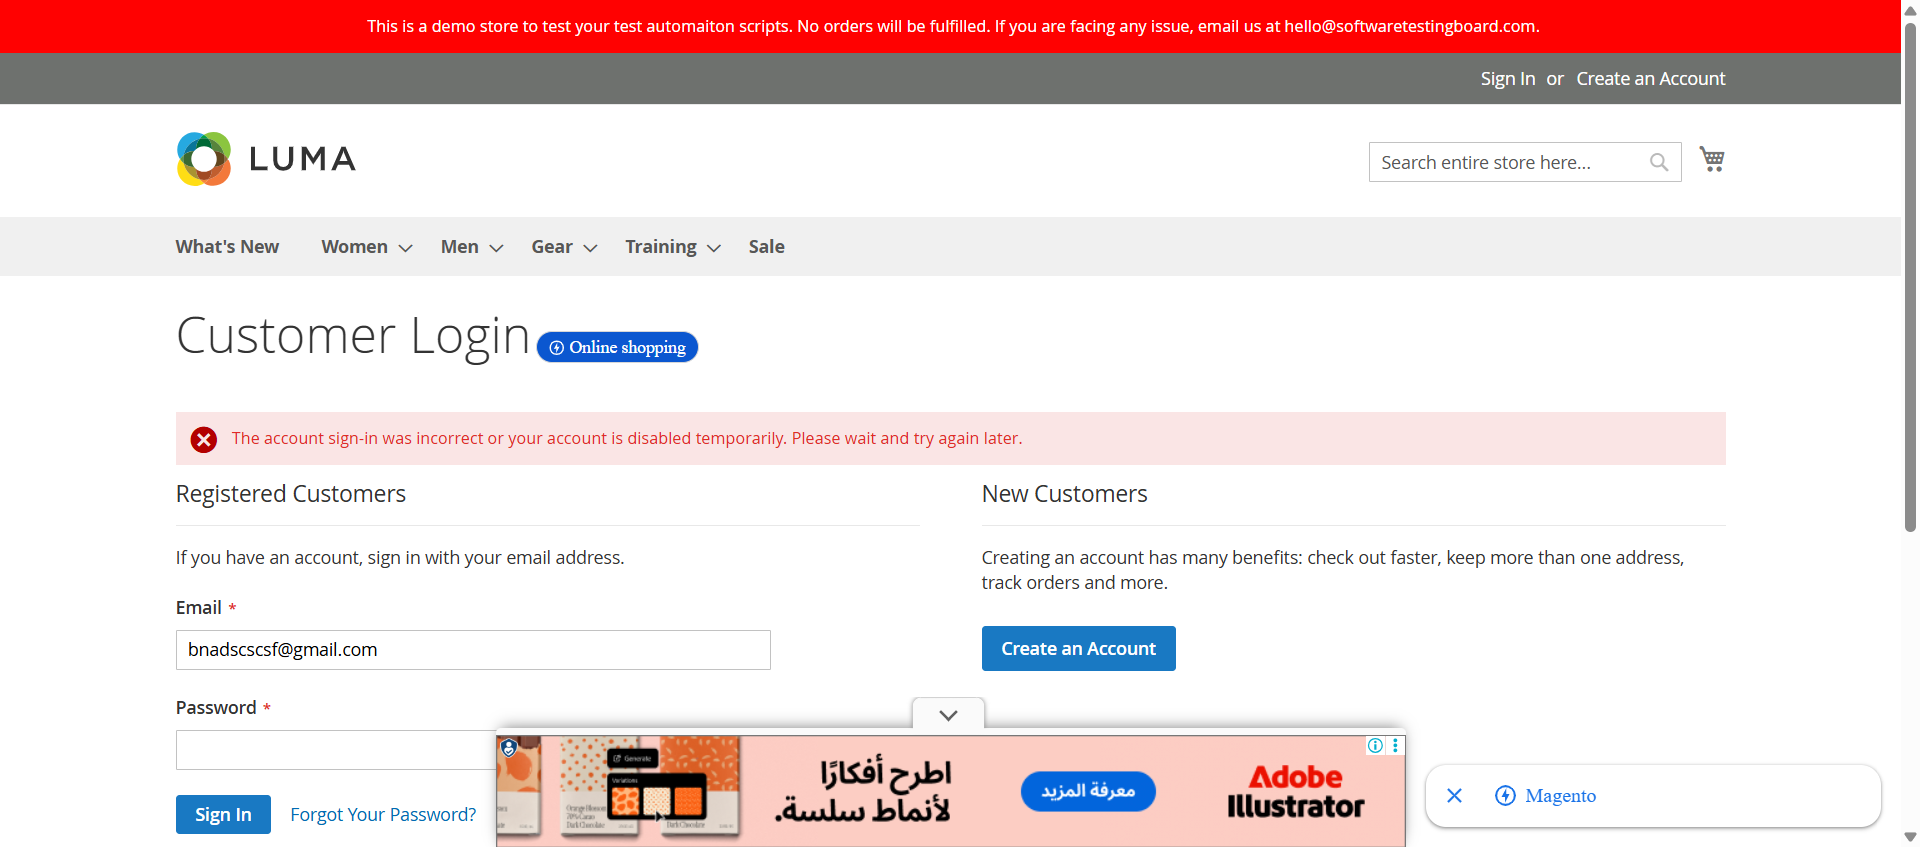 This is a demo store to test your test automaiton scripts. No orders will be fulfilled. If you are facing any issue, email us at hello@softwaretestingboard.com.
Sign In or Create an Account
LUMA
Search entire store here...
What's New Women Men Gear Training Sale
Customer Login
Online shopping
The account sign-in was incorrect or your account is disabled temporarily. Please wait and try again later.
Registered Customers
If you have an account, sign in with your email address.
Email *
bnadscscsf@gmail.com
Password *
Sign In Forgot Your Password?
New Customers
Creating an account has many benefits: check out faster, keep more than one address,
track orders and more.
Create an Account
Generate
Variations
Dark Chocolate
Dark Chocolate
اطرح أفكارًا
لأنماط سلسة.
معرفة المزيد
Adobe
Illustrator
Magento